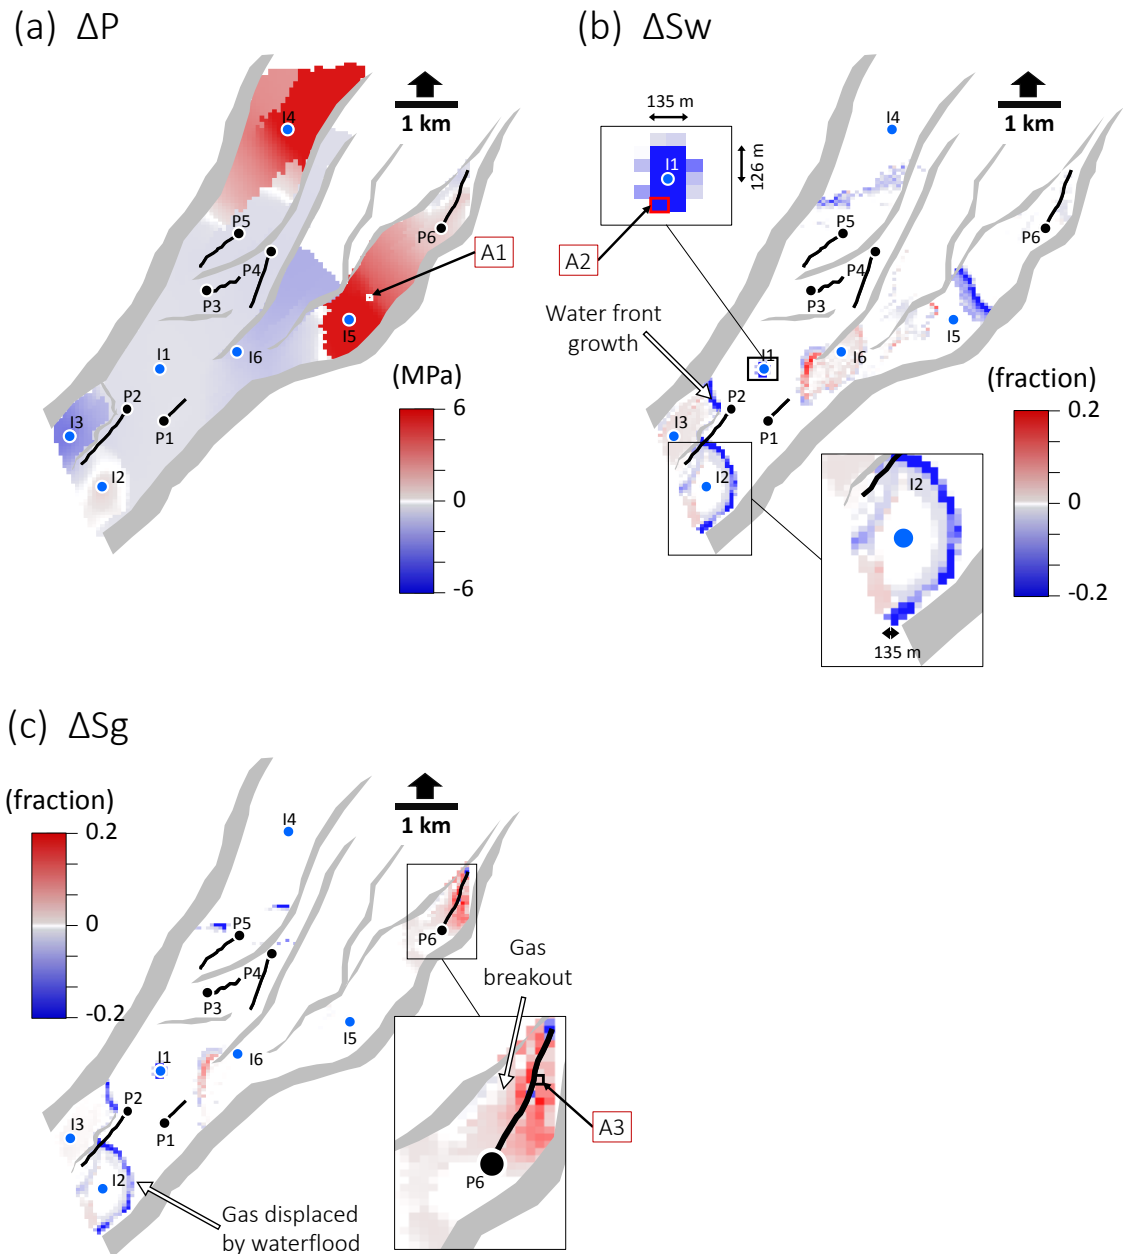 (a) ΔP
I4
1 km
P5
P4
P3
P6
A1
I5
I6
I1
P2
P1
I3
I2
(MPa)
6
0
-6
(b) ΔSw
135 m
126 m
I1
A2
I4
1 km
P5
P4
P3
P6
Water front
growth
I1
I6
I5
P2
P1
I3
I2
(fraction)
0.2
0
-0.2
I2
135 m
(c) ΔSg
(fraction)
0.2
0
-0.2
I4
1 km
P5
P4
P3
P6
Gas
breakout
I1
I6
I5
P2
P1
I3
I2
A3
P6
Gas displaced
by waterflood